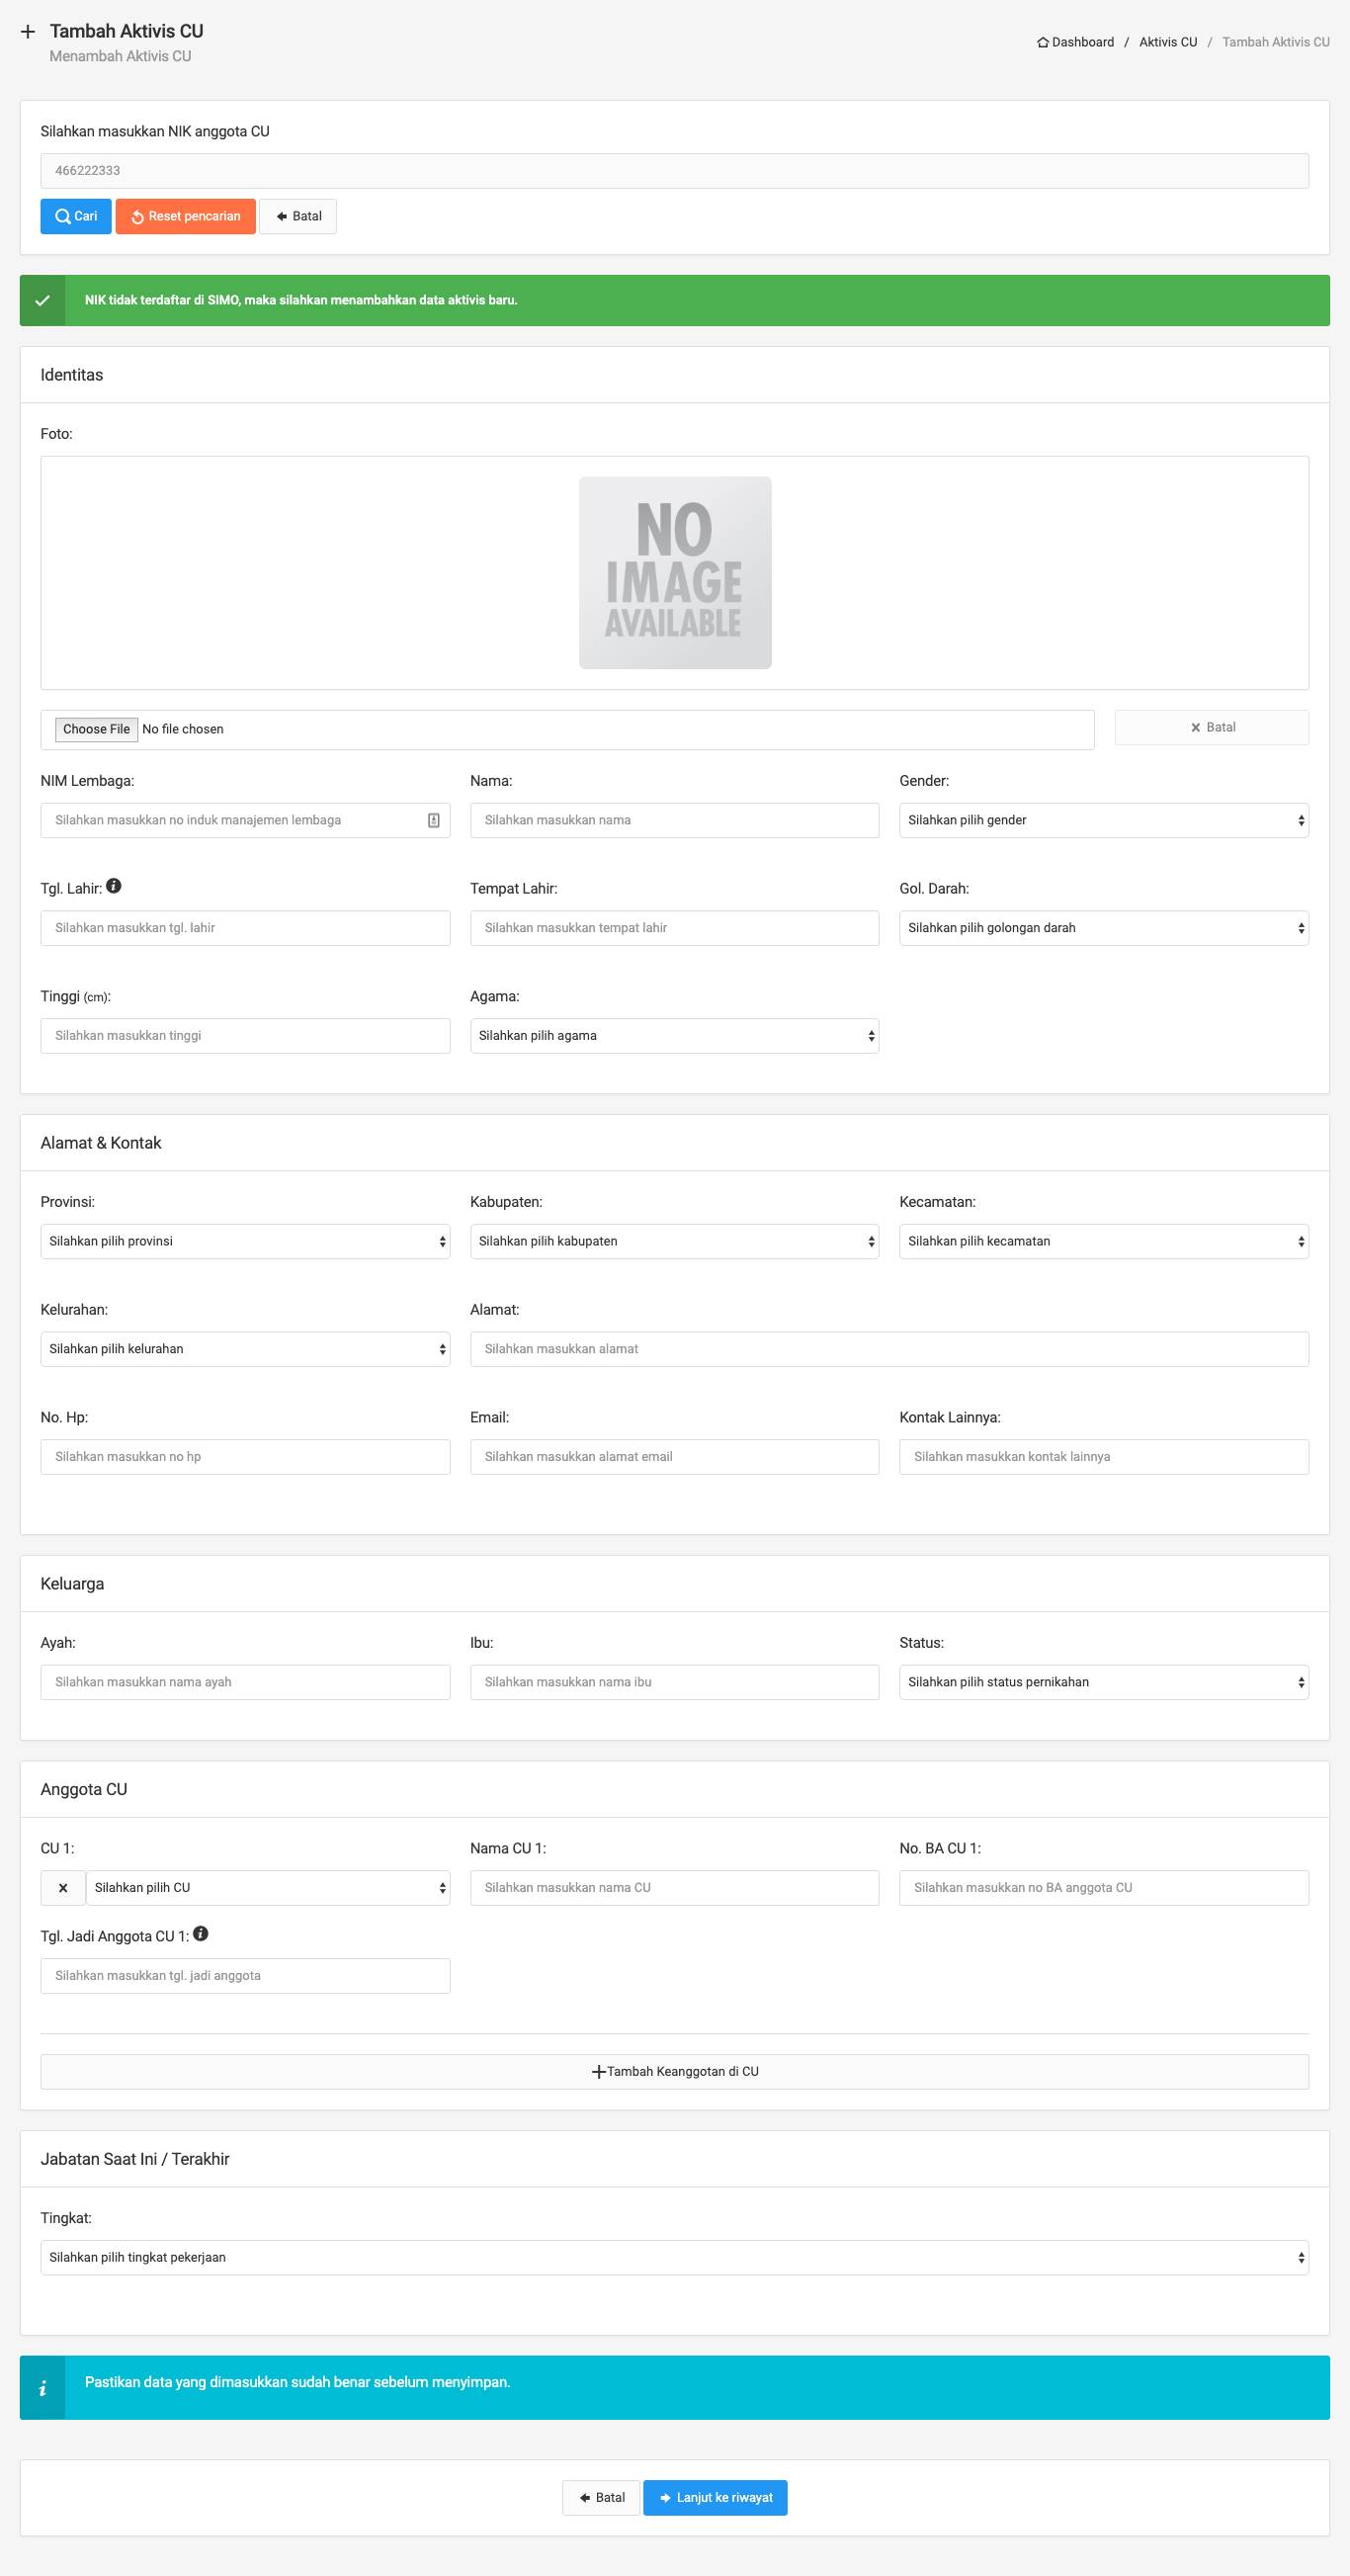 Tambah Aktivis CU
Menambah Aktivis CU
Dashboard / Aktivis CU / Tambah Aktivis CU
Silahkan masukkan NIK anggota CU
466222333
Cari Reset pencarian Batal
NIK tidak terdaftar di SIMO, maka silahkan menambahkan data aktivis baru.
Identitas
Foto:
NO
IMAGE
AVAILABLE
Choose File No file chosen Batal
NIM Lembaga: Nama: Gender:
Silahkan masukkan no induk manajemen lembaga Silahkan masukkan nama Silahkan pilih gender
Tgl. Lahir: Tempat Lahir: Gol. Darah:
Silahkan masukkan tgl. lahir Silahkan masukkan tempat lahir Silahkan pilih golongan darah
Tinggi (cm): Agama:
Silahkan masukkan tinggi Silahkan pilih agama
Alamat & Kontak
Provinsi: Kabupaten: Kecamatan:
Silahkan pilih provinsi Silahkan pilih kabupaten Silahkan pilih kecamatan
Kelurahan: Alamat:
Silahkan pilih kelurahan Silahkan masukkan alamat
No. Hp: Email: Kontak Lainnya:
Silahkan masukkan no hp Silahkan masukkan alamat email Silahkan masukkan kontak lainnya
Keluarga
Ayah: Ibu: Status:
Silahkan masukkan nama ayah Silahkan masukkan nama ibu Silahkan pilih status pernikahan
Anggota CU
CU 1: Nama CU 1: No. BA CU 1:
Silahkan pilih CU Silahkan masukkan nama CU Silahkan masukkan no BA anggota CU
Tgl. Jadi Anggota CU 1:
Silahkan masukkan tgl. jadi anggota
Tambah Keanggotan di CU
Jabatan Saat Ini / Terakhir
Tingkat:
Silahkan pilih tingkat pekerjaan
Pastikan data yang dimasukkan sudah benar sebelum menyimpan.
Batal Lanjut ke riwayat